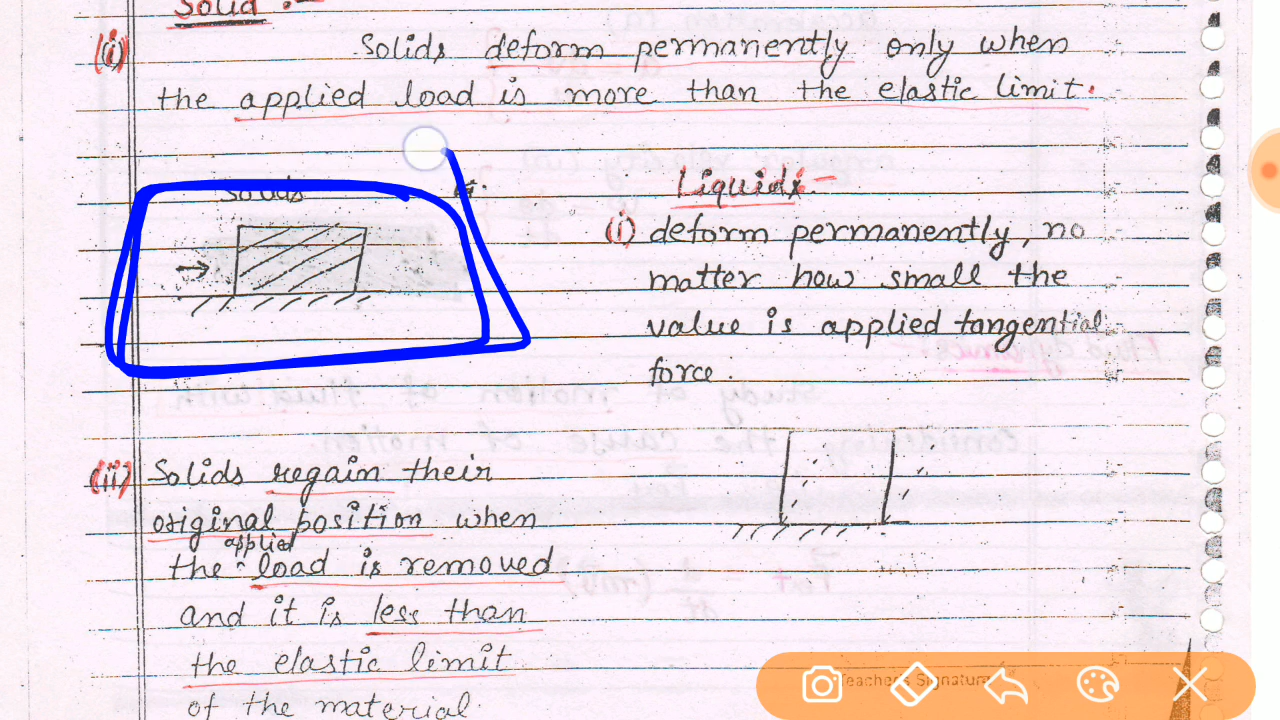 Solid :-
(i) Solids deform permanently only when
the applied load is more than the elastic limit.
Solids
Liquids:-
(i) deform permanently, no
matter how small the
value is applied tangential
force.
(ii) Solids regain their
original position when
the applied load is removed
and it is less than
the elastic limit
of the material.
Teacher's Signature